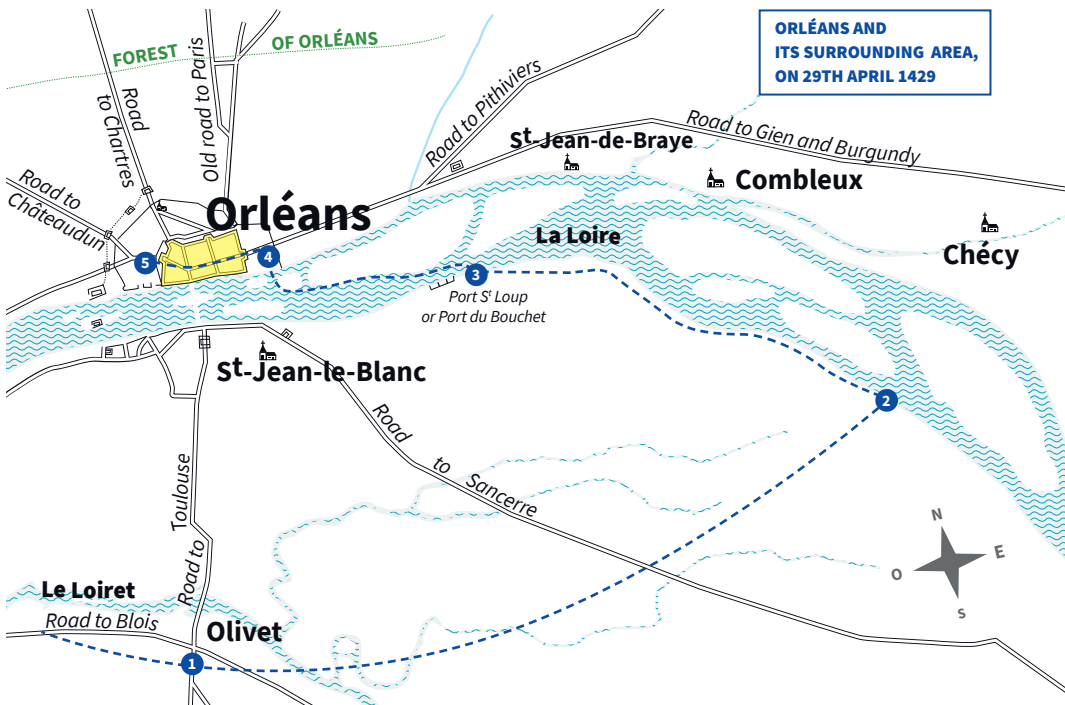 ORLÉANS AND
ITS SURROUNDING AREA,
ON 29TH APRIL 1429
FOREST OF ORLÉANS
Road
to Chartres
Old road to Paris
Road to Pithiviers
St-Jean-de-Braye
Road to Gien and Burgundy
Combleux
Road to
Châteaudun
Orléans
La Loire
Chécy
5
4
3
Port St Loup
or Port du Bouchet
St-Jean-le-Blanc
2
Road to Sancerre
Road to Toulouse
N
O
E
S
Le Loiret
Road to Blois
Olivet
1